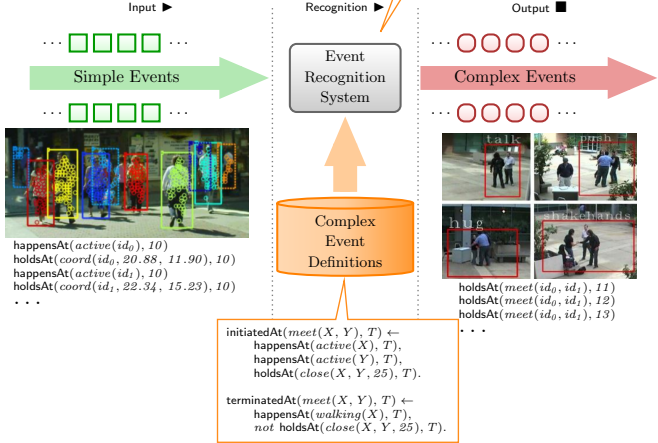 Input ▶
Recognition ▶
Output ■
· · ·
· · ·
Simple Events
· · ·
· · ·
Event
Recognition
System
· · ·
· · ·
Complex Events
· · ·
· · ·
happensAt(active(id₀), 10)
holdsAt(coord(id₀, 20.88, 11.90), 10)
happensAt(active(id₁), 10)
holdsAt(coord(id₁, 22.34, 15.23), 10)
. . .
Complex
Event
Definitions
talk
push
hug
shakehands
holdsAt(meet(id₀, id₁), 11)
holdsAt(meet(id₀, id₁), 12)
holdsAt(meet(id₀, id₁), 13)
. . .
initiatedAt(meet(X, Y), T) ←
happensAt(active(X), T),
happensAt(active(Y), T),
holdsAt(close(X, Y, 25), T).
terminatedAt(meet(X, Y), T) ←
happensAt(walking(X), T),
not holdsAt(close(X, Y, 25), T).